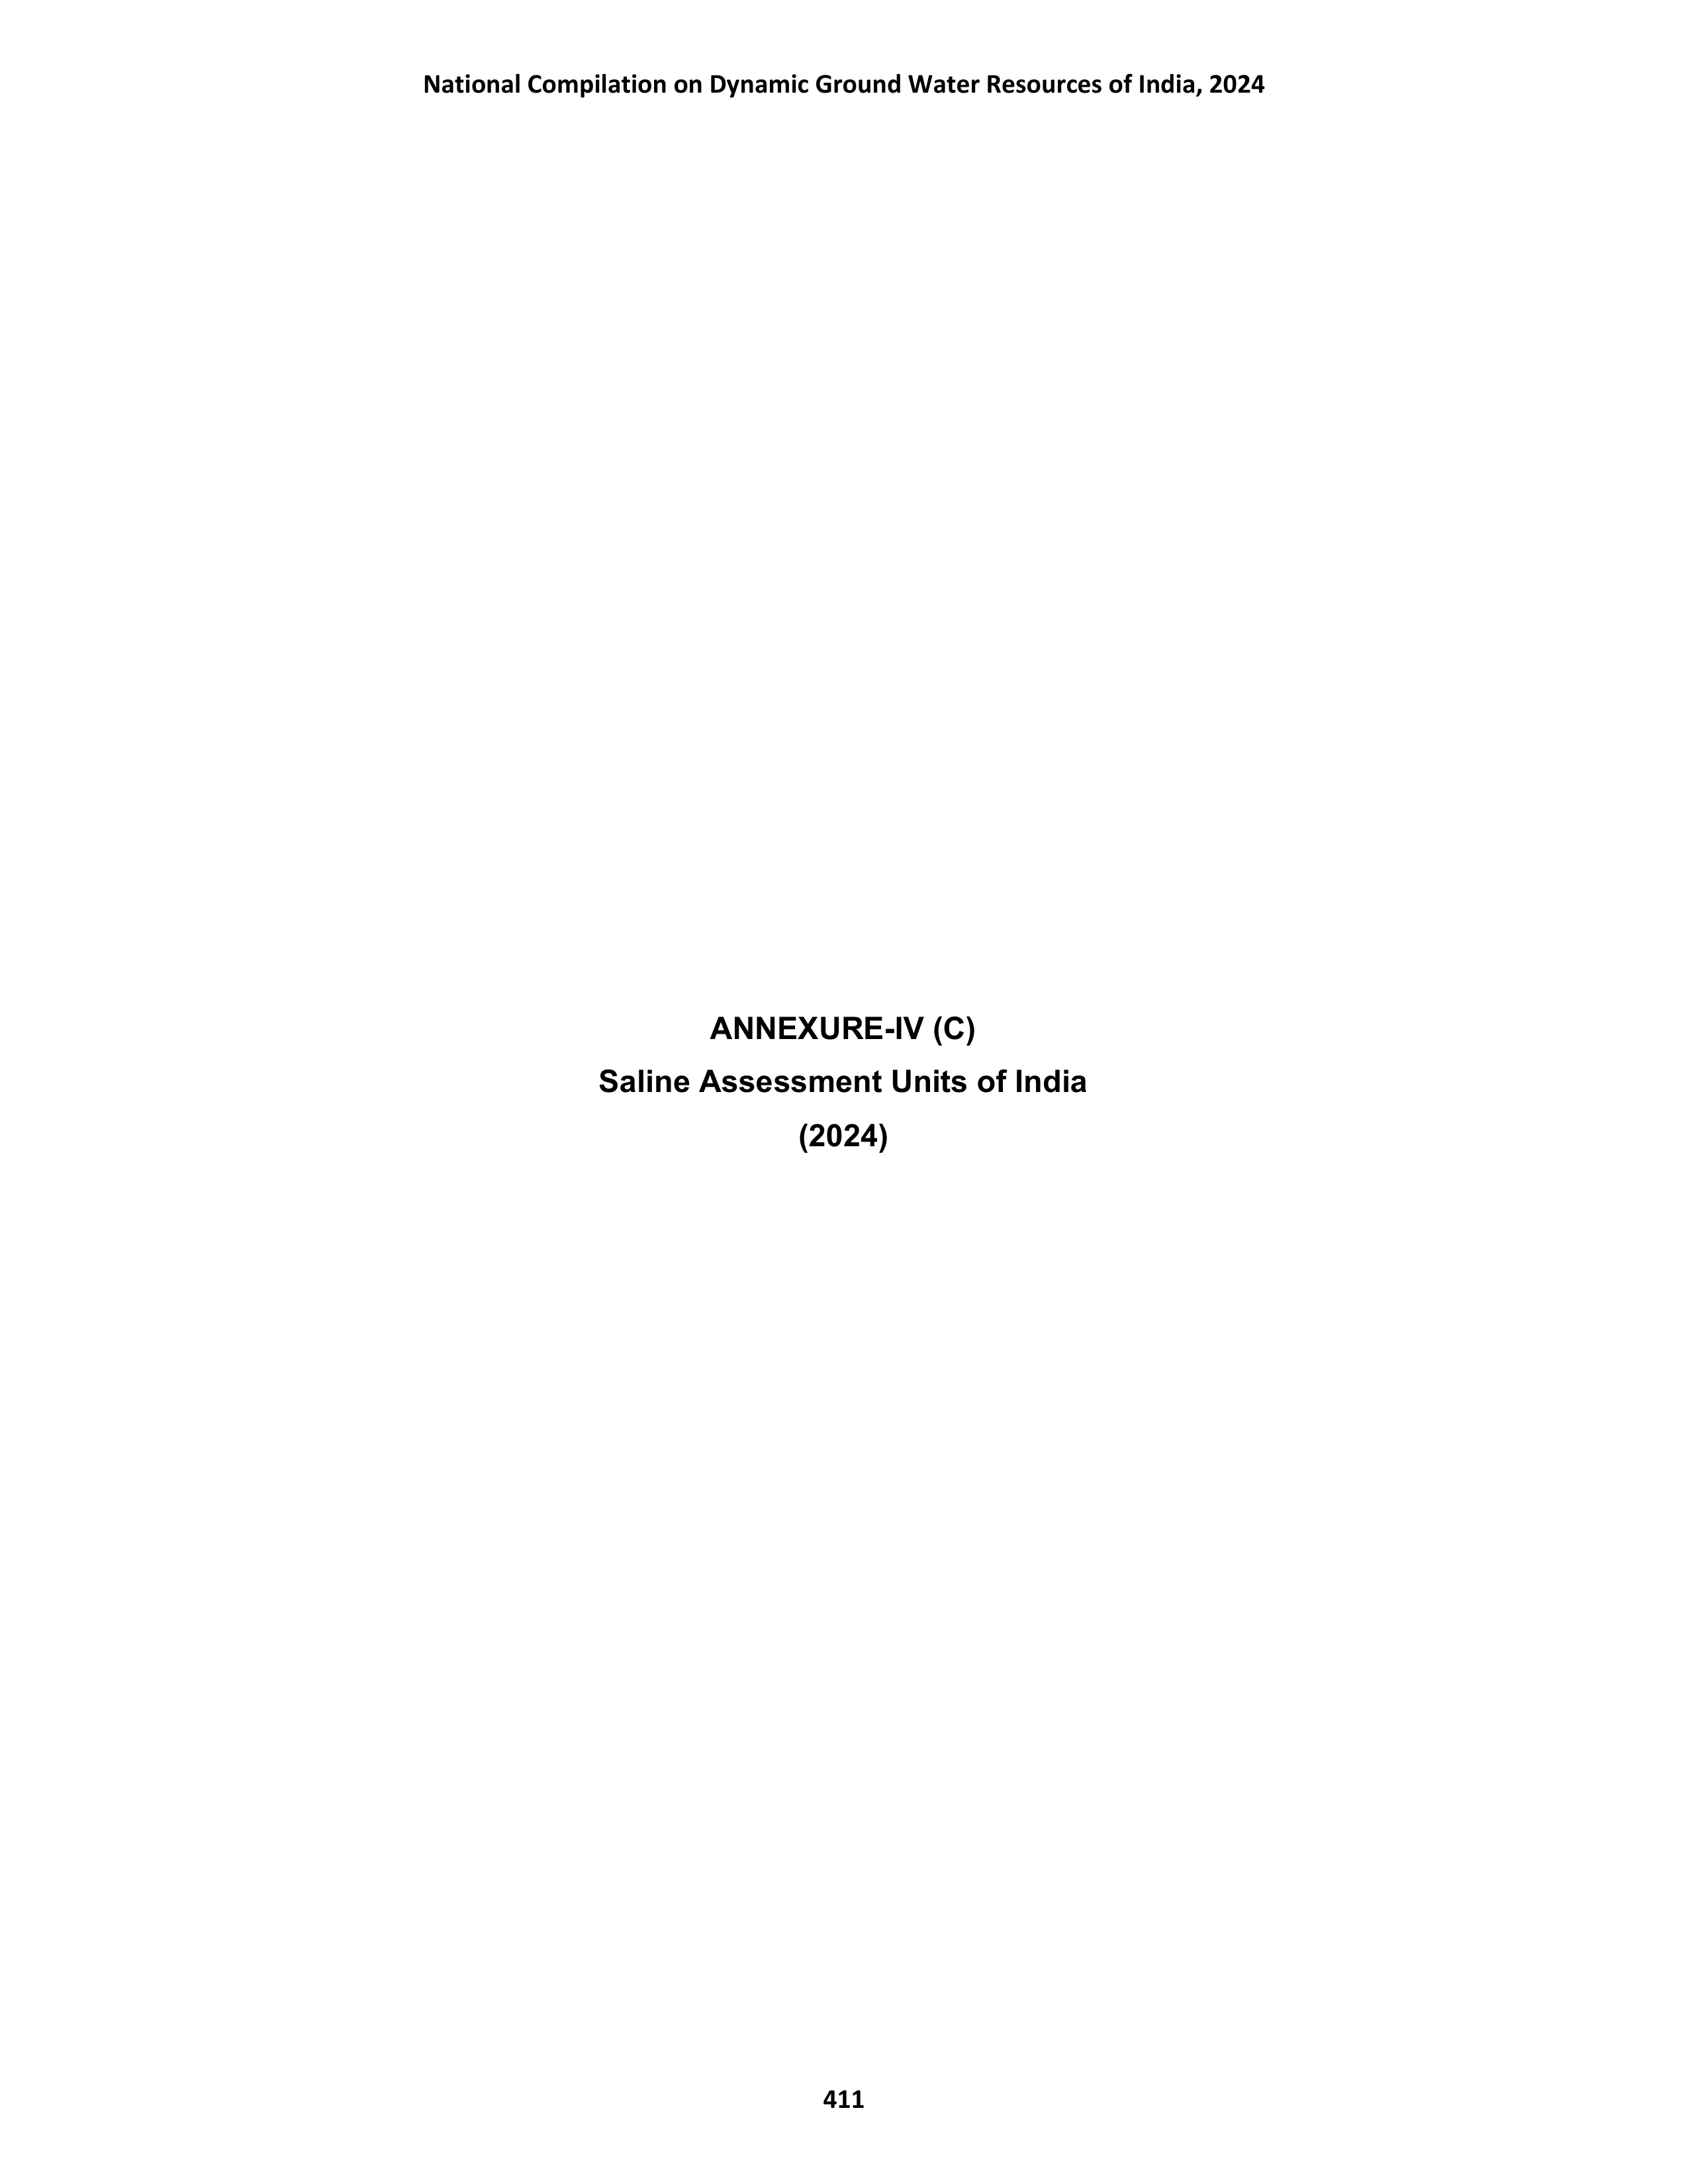 National Compilation on Dynamic Ground Water Resources of India, 2024
ANNEXURE-IV (C)
Saline Assessment Units of India
(2024)
411